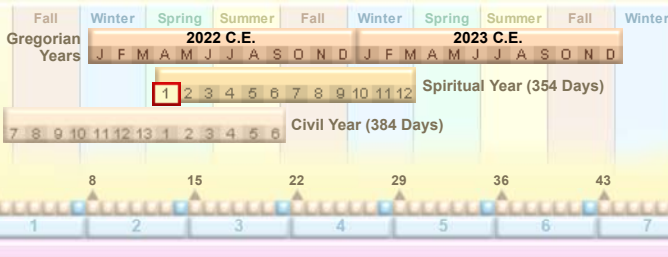 Fall Winter Spring Summer Fall Winter Spring Summer Fall Winter
Gregorian Years
2022 C.E. 2023 C.E.
J F M A M J J A S O N D J F M A M J J A S O N D
1 2 3 4 5 6 7 8 9 10 11 12 Spiritual Year (354 Days)
7 8 9 10 11 12 13 1 2 3 4 5 6 Civil Year (384 Days)
8 15 22 29 36 43
1 2 3 4 5 6 7